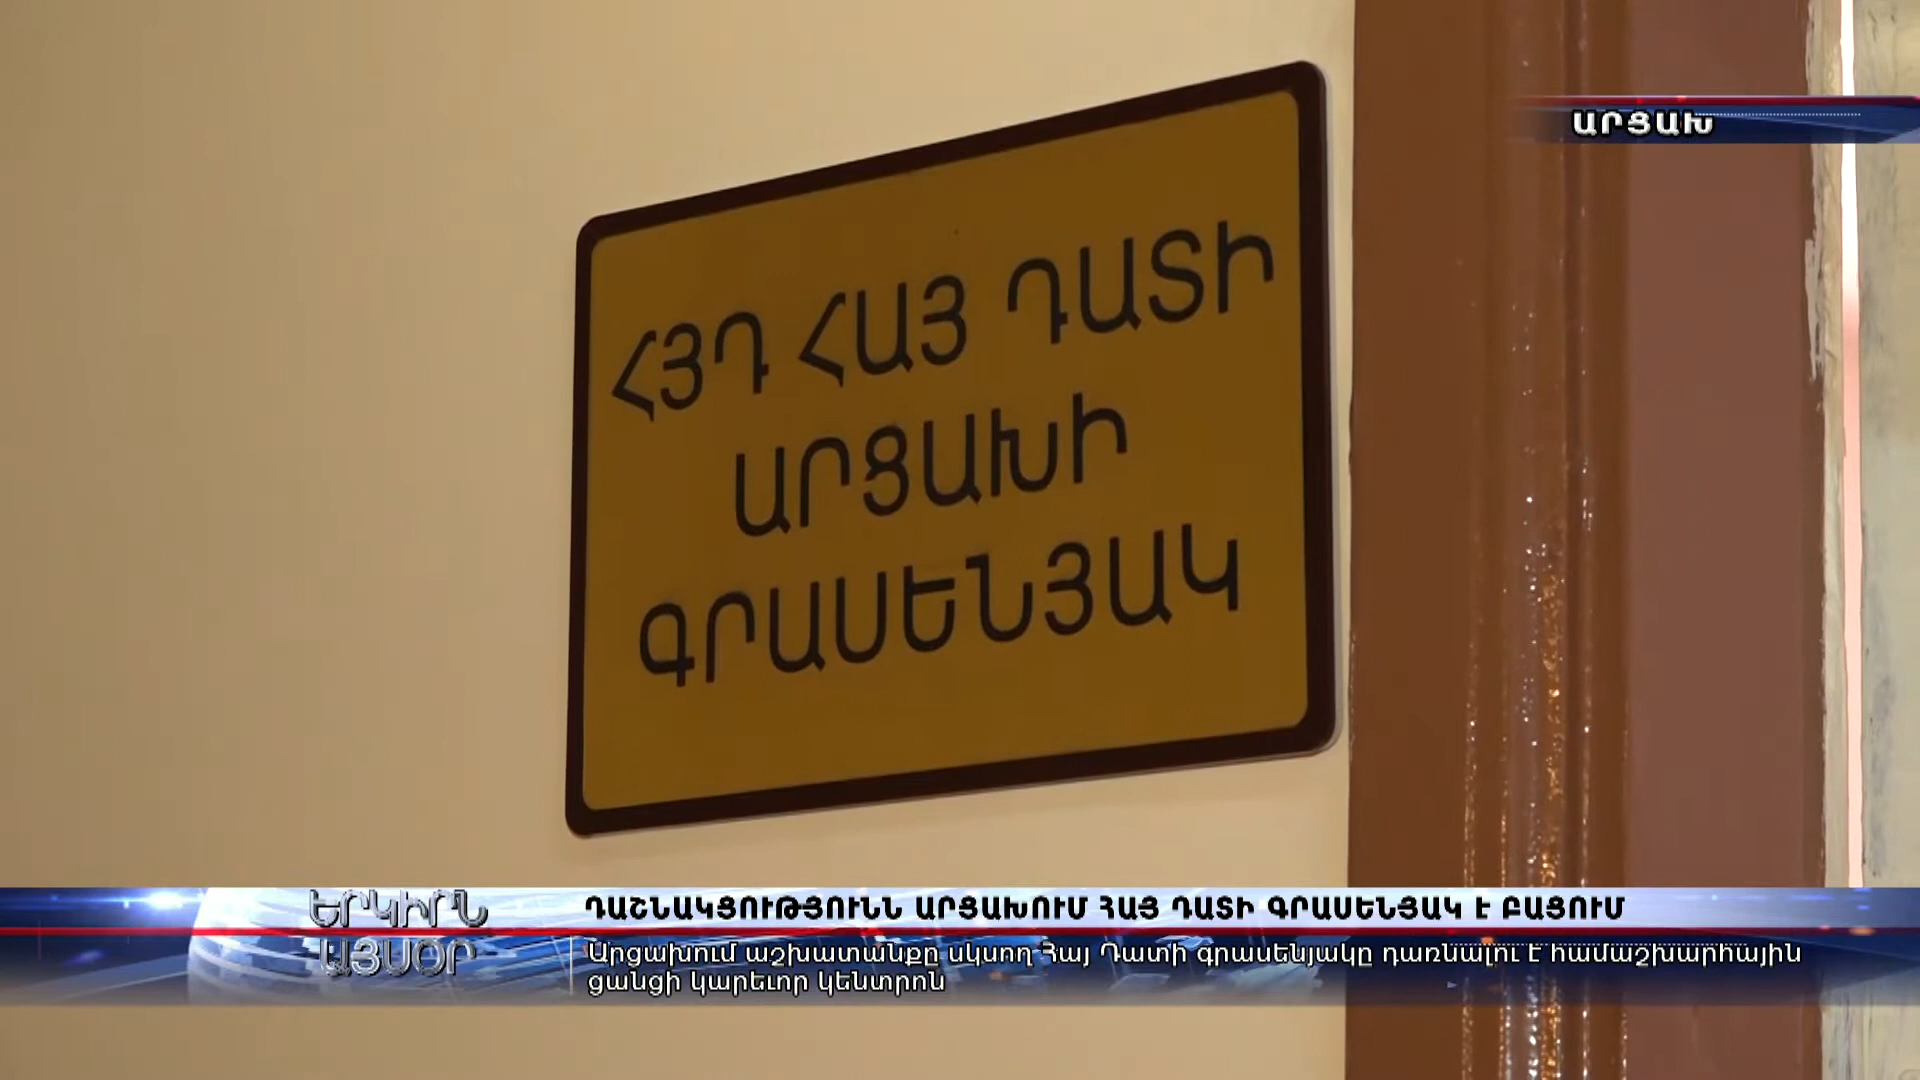 ԱՐՑԱԽ
ՀՅԴ ՀԱՅ ԴԱՏԻ
ԱՐՑԱԽԻ
ԳՐԱՍԵՆՅԱԿ
ԵՐԿԻՐՆ
ԱՅՍՕՐ
ԴԱՇՆԱԿՑՈՒԹՅՈՒՆՆ ԱՐՑԱԽՈՒՄ ՀԱՅ ԴԱՏԻ ԳՐԱՍԵՆՅԱԿ Է ԲԱՑՈՒՄ
Արցախում աշխատանքը սկսող Հայ Դատի գրասենյակը դառնալու է համաշխարհային
ցանցի կարեւոր կենտրոն